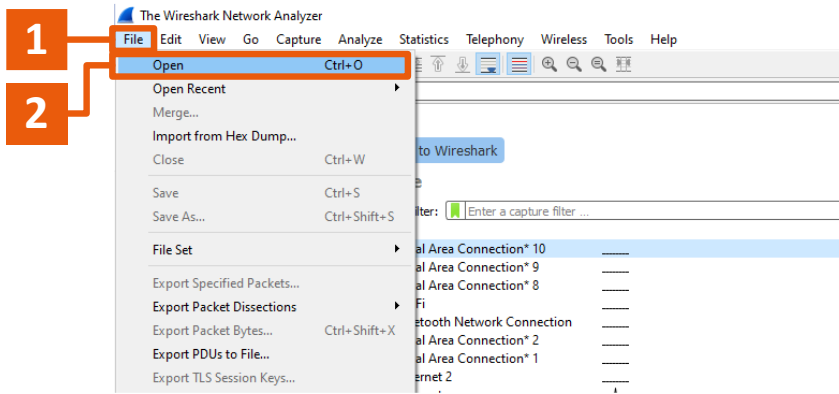 The Wireshark Network Analyzer
1
File Edit View Go Capture Analyze Statistics Telephony Wireless Tools Help
2
Open Ctrl+O
Open Recent
Merge...
Import from Hex Dump...
Close Ctrl+W
to Wireshark
Save Ctrl+S
Save As... Ctrl+Shift+S
lter: Enter a capture filter ...
File Set
al Area Connection* 10
al Area Connection* 9
Export Specified Packets...
al Area Connection* 8
Export Packet Dissections
Fi
Export Packet Bytes... Ctrl+Shift+X
etooth Network Connection
al Area Connection* 2
Export PDUs to File...
al Area Connection* 1
Export TLS Session Keys...
ernet 2